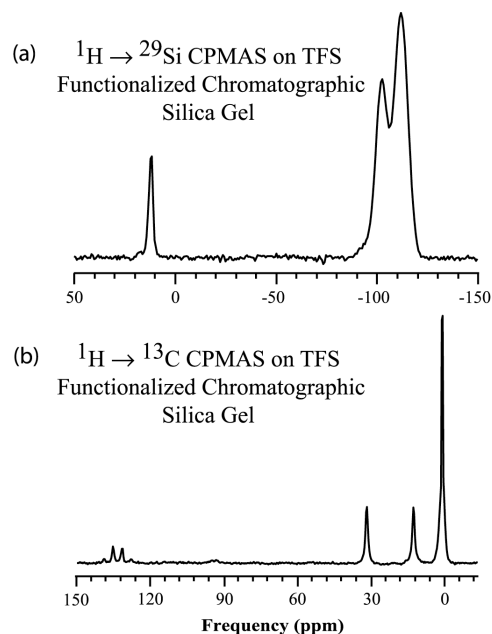 (a)
¹H → ²⁹Si CPMAS on TFS
Functionalized Chromatographic
Silica Gel
50 0 -50 -100 -150
(b)
¹H → ¹³C CPMAS on TFS
Functionalized Chromatographic
Silica Gel
150 120 90 60 30 0
Frequency (ppm)